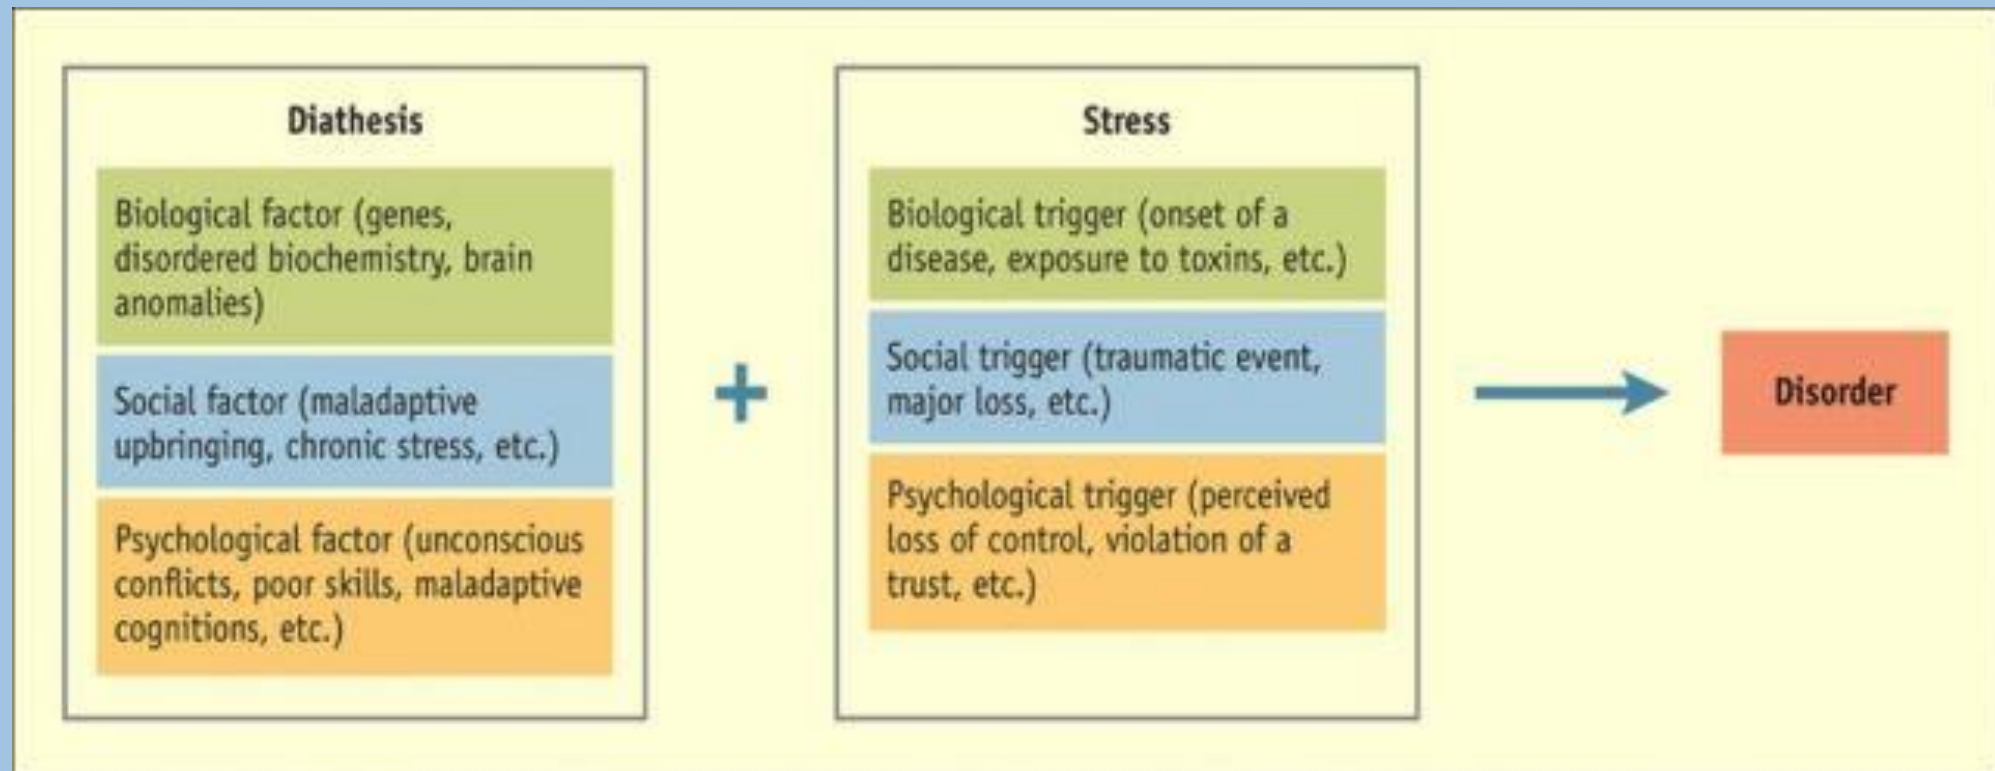 Diathesis
Biological factor (genes,
disordered biochemistry, brain
anomalies)
Social factor (maladaptive
upbringing, chronic stress, etc.)
Psychological factor (unconscious
conflicts, poor skills, maladaptive
cognitions, etc.)
+
Stress
Biological trigger (onset of a
disease, exposure to toxins, etc.)
Social trigger (traumatic event,
major loss, etc.)
Psychological trigger (perceived
loss of control, violation of a
trust, etc.)
Disorder